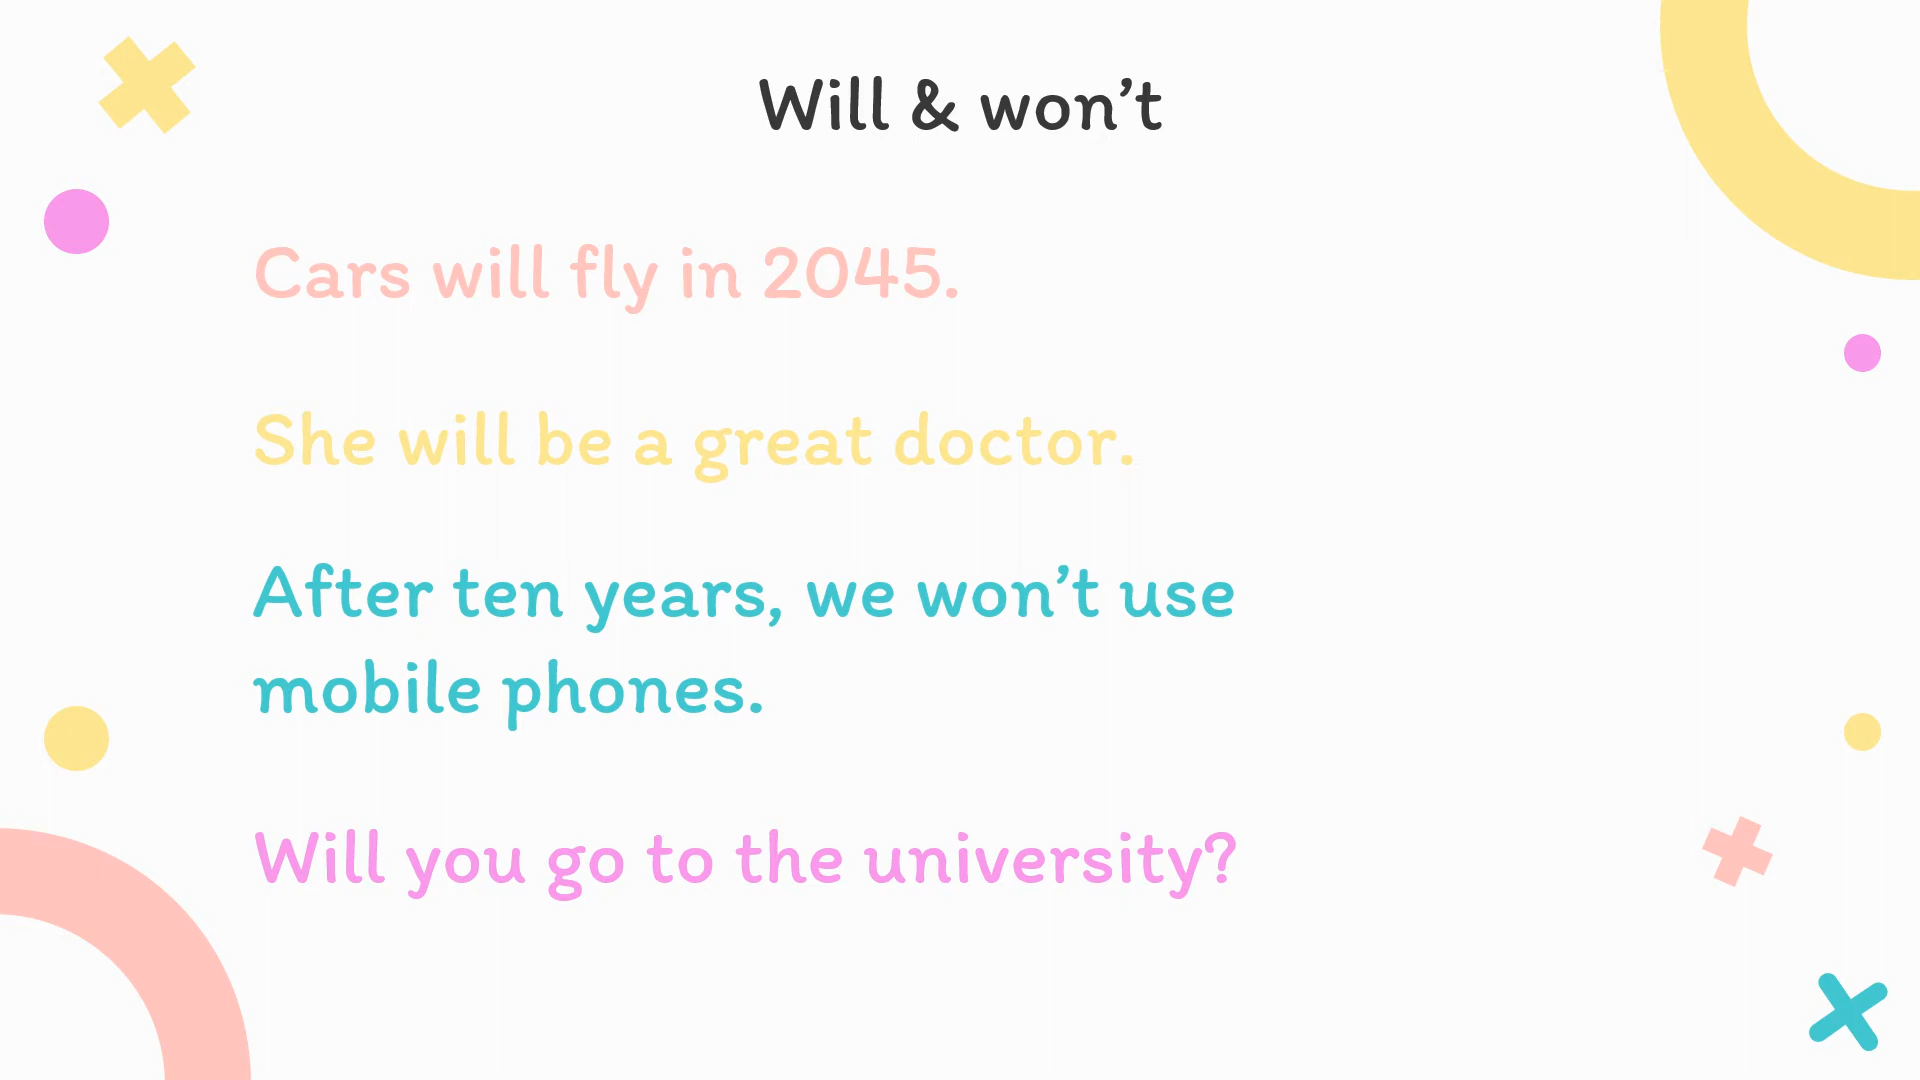 Will & won’t
Cars will fly in 2045.
She will be a great doctor.
After ten years, we won’t use
mobile phones.
Will you go to the university?